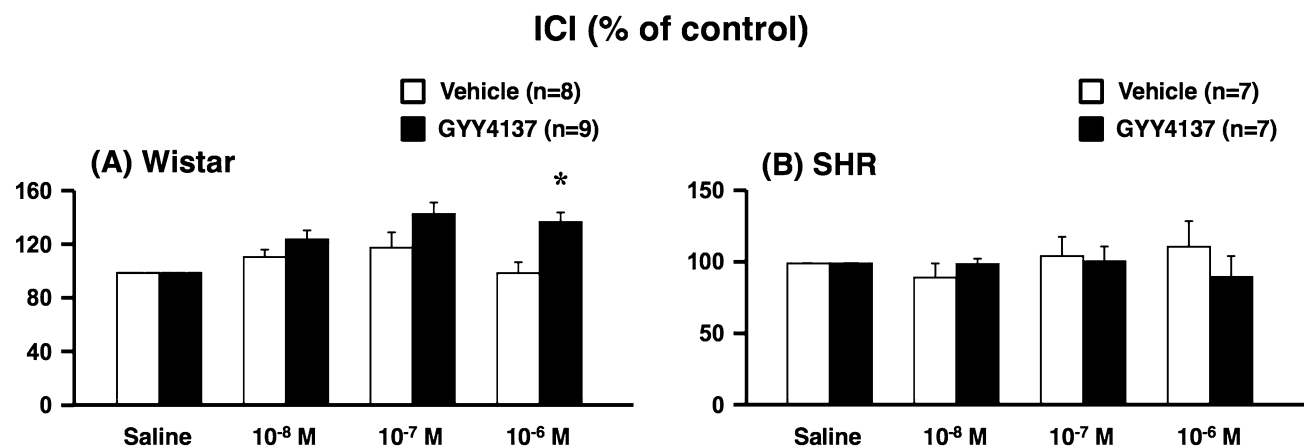 ICI (% of control)
Vehicle (n=8)
GYY4137 (n=9)
(A) Wistar
*
160
120
80
40
0
Saline
10⁻⁸ M
10⁻⁷ M
10⁻⁶ M
Vehicle (n=7)
GYY4137 (n=7)
(B) SHR
150
100
50
0
Saline
10⁻⁸ M
10⁻⁷ M
10⁻⁶ M